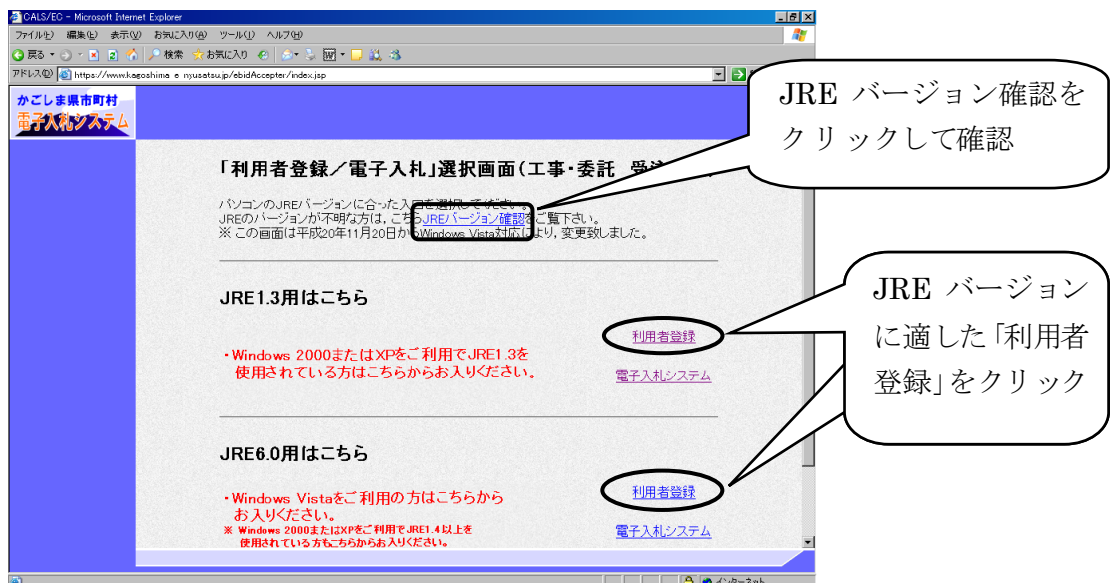 CALS/EC - Microsoft Internet Explorer
ファイル(F) 編集(E) 表示(V) お気に入り(A) ツール(T) ヘルプ(H)
戻る 検索 お気に入り
アドレス(D) https://www.kagoshima-e-nyusatsu.jp/ebidAccepter/index.jsp
かごしま県市町村
電子入札システム
JRE バージョン確認を
クリックして確認
「利用者登録／電子入札」選択画面(工事・委託
パソコンのJREバージョンに合った入口を選択してください。
JREのバージョンが不明な方は，こちらJREバージョン確認をご覧下さい。
※ この画面は平成20年11月20日からWindows Vista対応により，変更致しました。
JRE1.3用はこちら
利用者登録
・Windows 2000またはXPをご利用でJRE1.3を
使用されている方はこちらからお入りください。
電子入札システム
JRE バージョン
に適した「利用者
登録」をクリック
JRE6.0用はこちら
利用者登録
・Windows Vistaをご利用の方はこちらから
お入りください。
※ Windows 2000またはXPをご利用でJRE1.4以上を
使用されている方もこちらからお入りください。
電子入札システム
インターネット